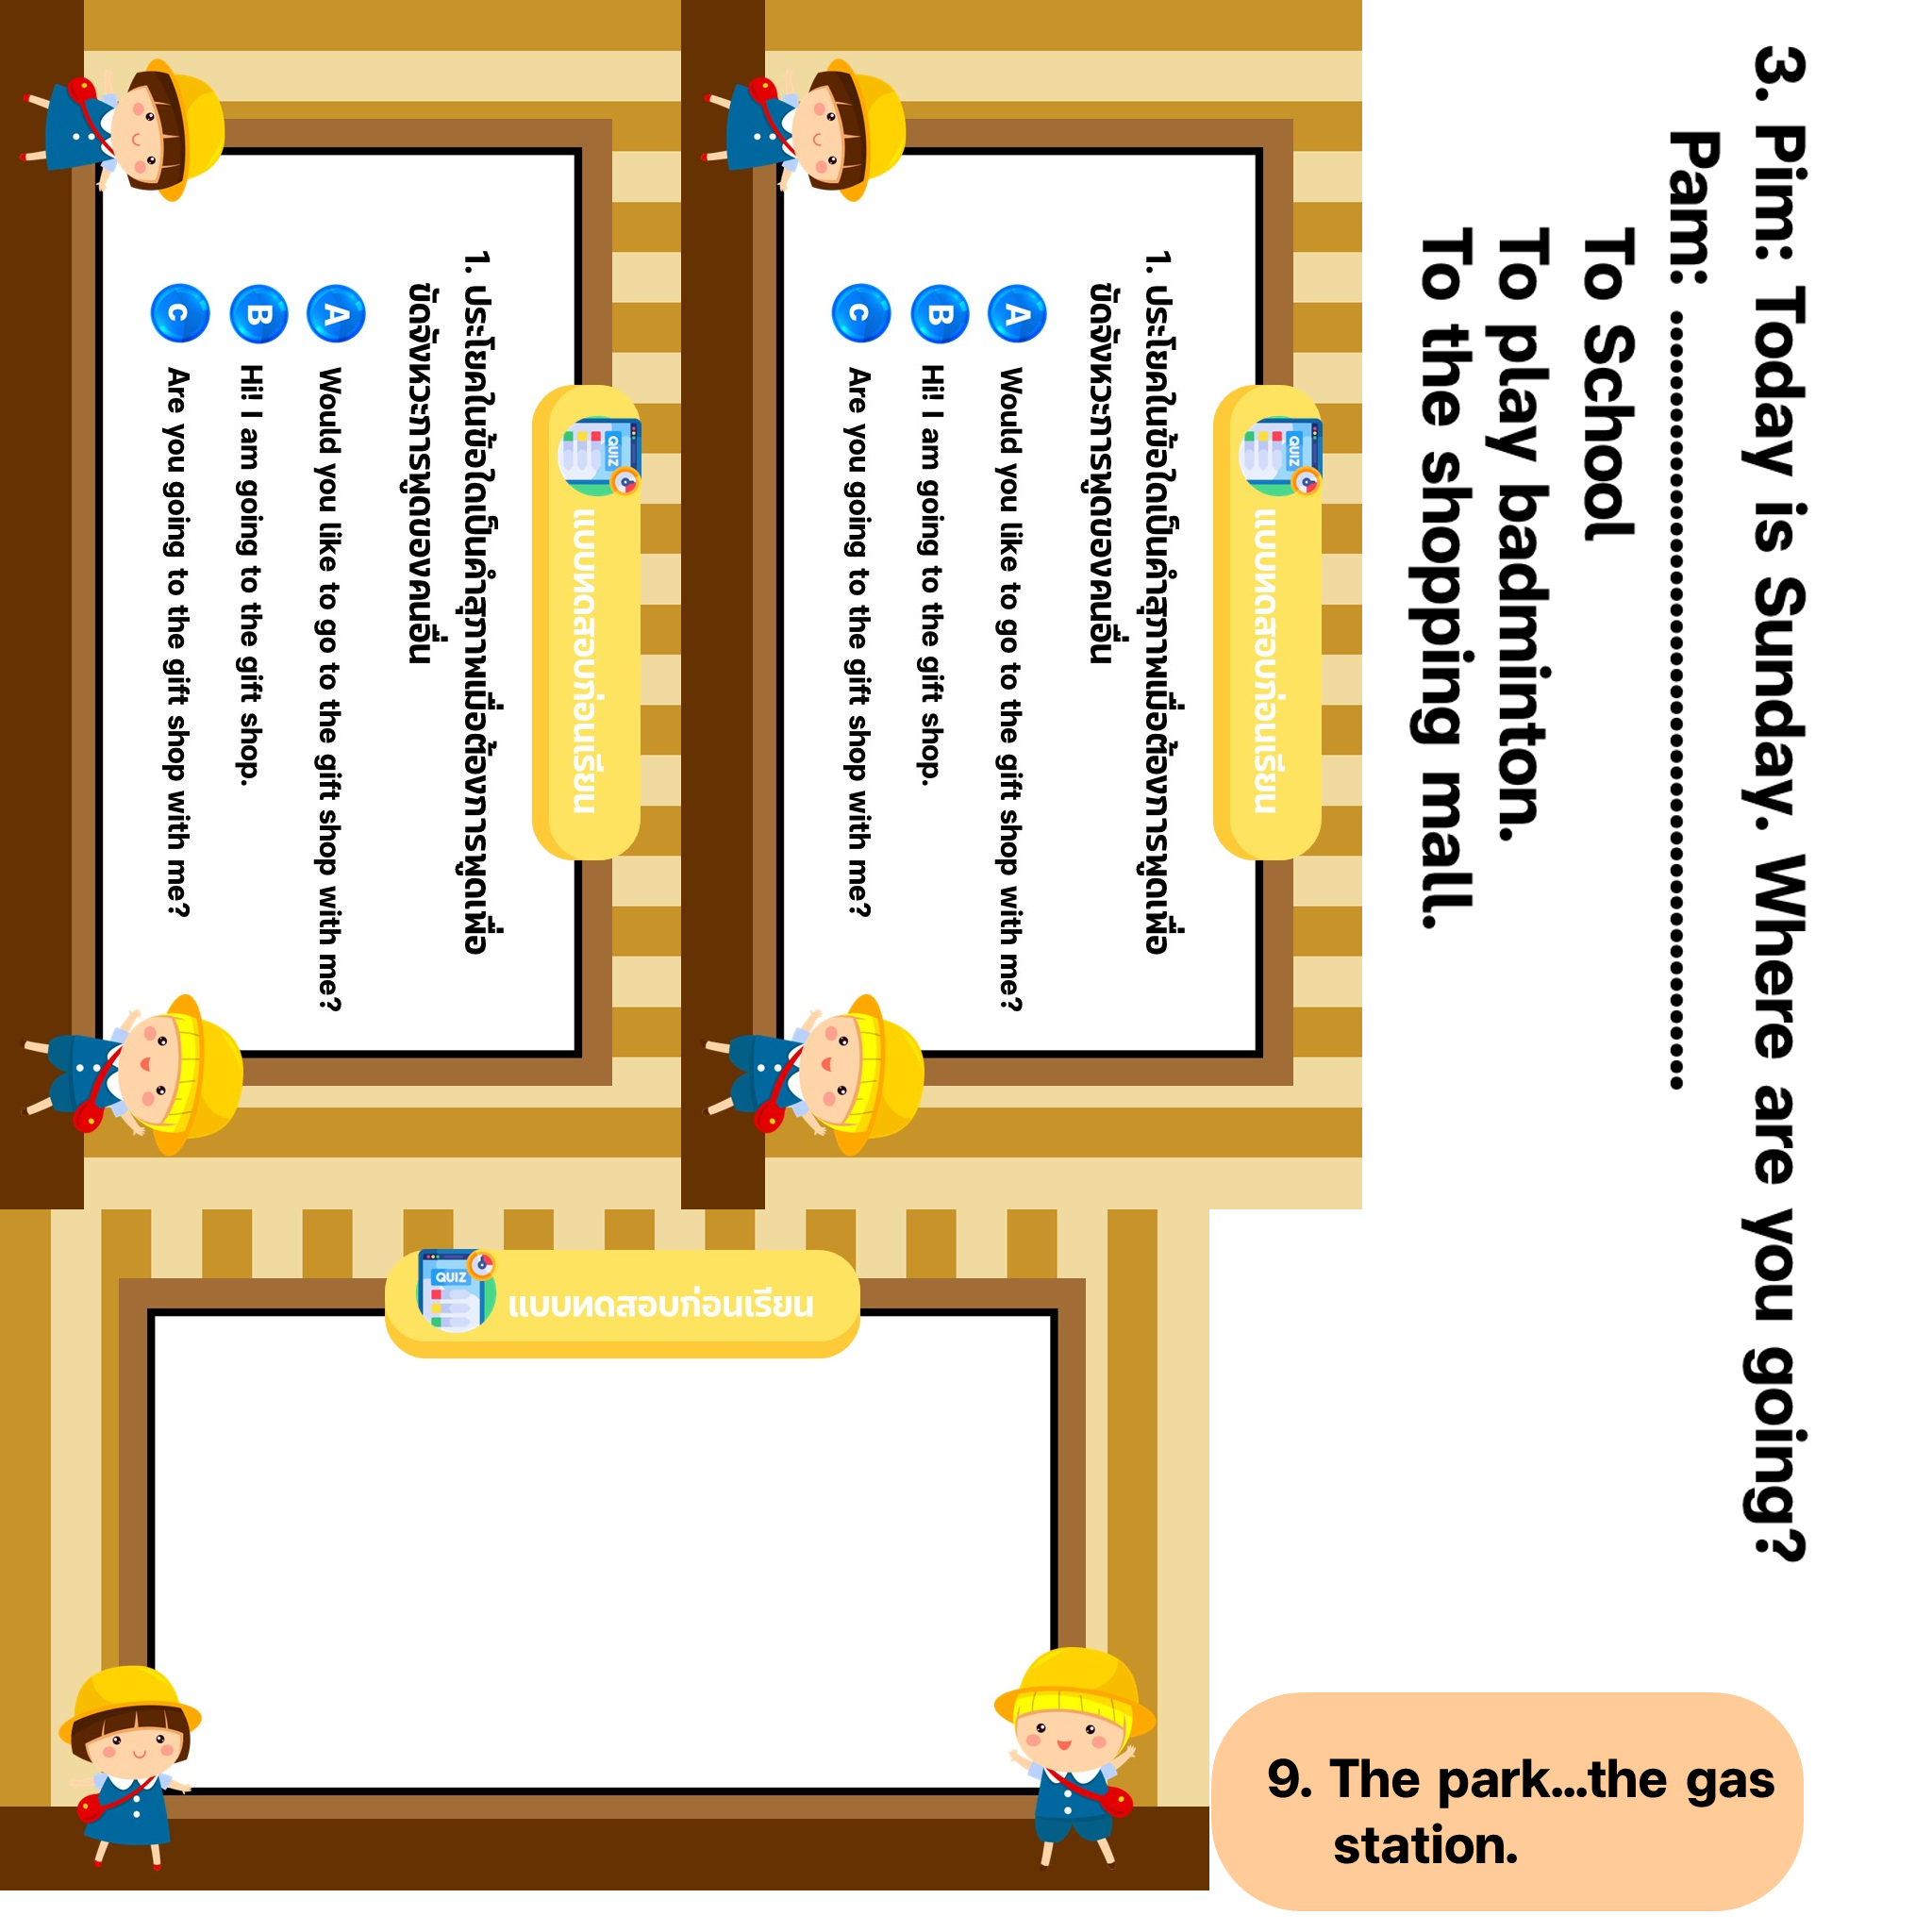 3. Pim: Today is Sunday. Where are you going?
Pam: ............................................................
To School
To play badminton.
To the shopping mall.
QUIZ
แบบทดสอบก่อนเรียน
1. ประโยคในข้อใดเป็นคำสุภาพเมื่อต้องการพูดเพื่อ
ขัดจังหวะการพูดของคนอื่น
A Would you like to go to the gift shop with me?
B Hi! I am going to the gift shop.
C Are you going to the gift shop with me?
QUIZ
แบบทดสอบก่อนเรียน
1. ประโยคในข้อใดเป็นคำสุภาพเมื่อต้องการพูดเพื่อ
ขัดจังหวะการพูดของคนอื่น
A Would you like to go to the gift shop with me?
B Hi! I am going to the gift shop.
C Are you going to the gift shop with me?
QUIZ
แบบทดสอบก่อนเรียน
9. The park...the gas
station.